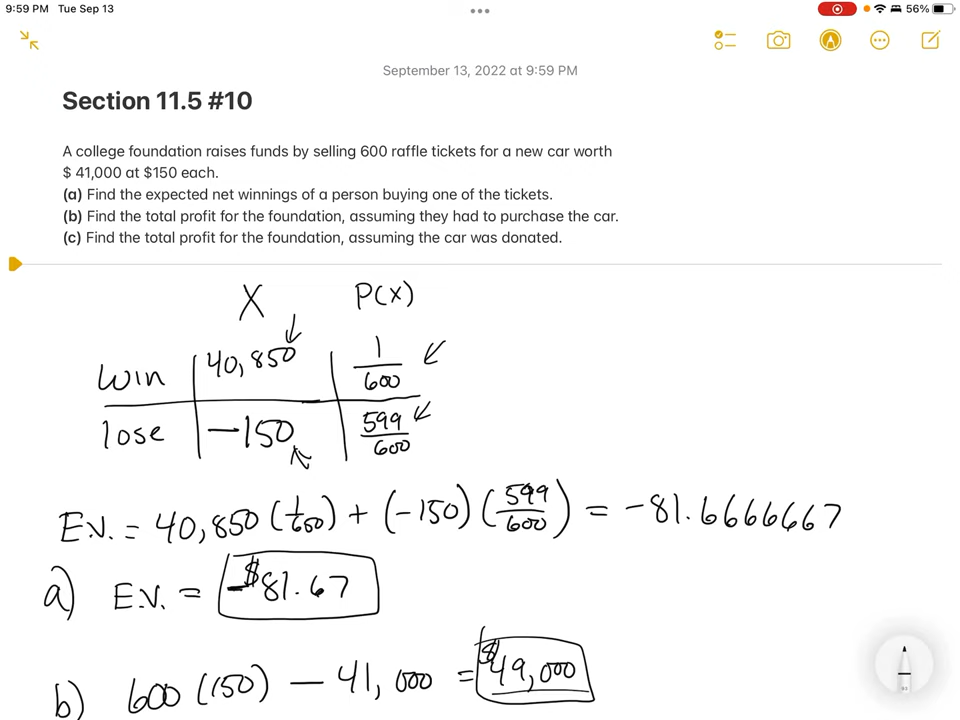 9:59 PM Tue Sep 13
56%
September 13, 2022 at 9:59 PM
Section 11.5 #10
A college foundation raises funds by selling 600 raffle tickets for a new car worth
$ 41,000 at $150 each.
(a) Find the expected net winnings of a person buying one of the tickets.
(b) Find the total profit for the foundation, assuming they had to purchase the car.
(c) Find the total profit for the foundation, assuming the car was donated.
X P(X)
win 40,850 1/600
lose -150 599/600
E.V. = 40,850 (1/600) + (-150) (599/600) = -81.6666667
a) E.V. = -$81.67
b) 600 (150) - 41,000 = $49,000